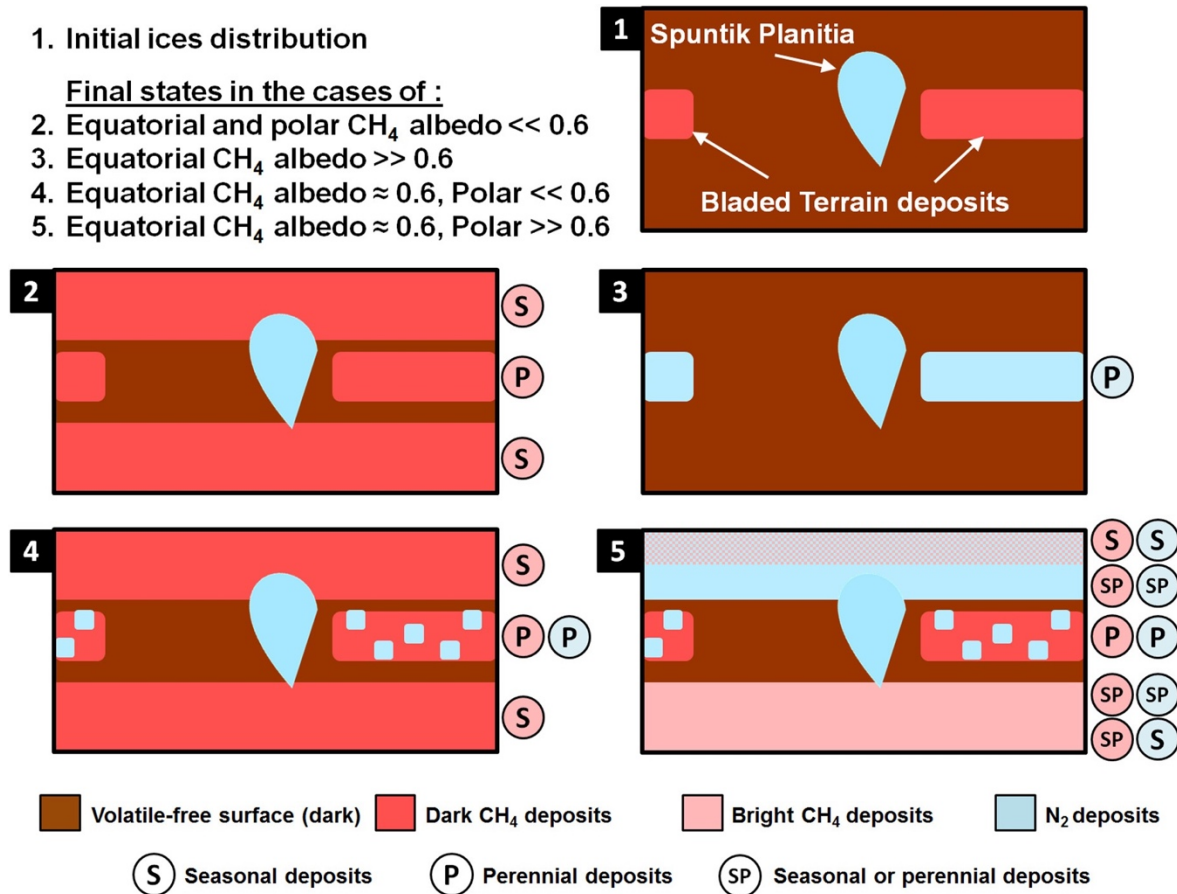 1. Initial ices distribution
Final states in the cases of :
2. Equatorial and polar CH₄ albedo << 0.6
3. Equatorial CH₄ albedo >> 0.6
4. Equatorial CH₄ albedo ≈ 0.6, Polar << 0.6
5. Equatorial CH₄ albedo ≈ 0.6, Polar >> 0.6
1
Spuntik Planitia
Bladed Terrain deposits
2
S
P
S
3
P
4
S
P P
S
5
S S
SP SP
P P
SP SP
SP S
Volatile-free surface (dark) Dark CH₄ deposits Bright CH₄ deposits N₂ deposits
S Seasonal deposits P Perennial deposits SP Seasonal or perennial deposits